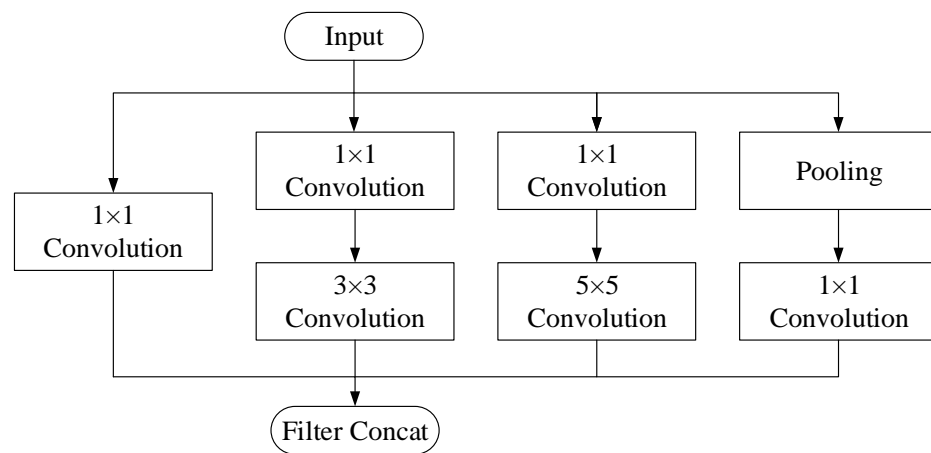 Input
1×1
Convolution
1×1
Convolution
1×1
Convolution
Pooling
3×3
Convolution
5×5
Convolution
1×1
Convolution
Filter Concat